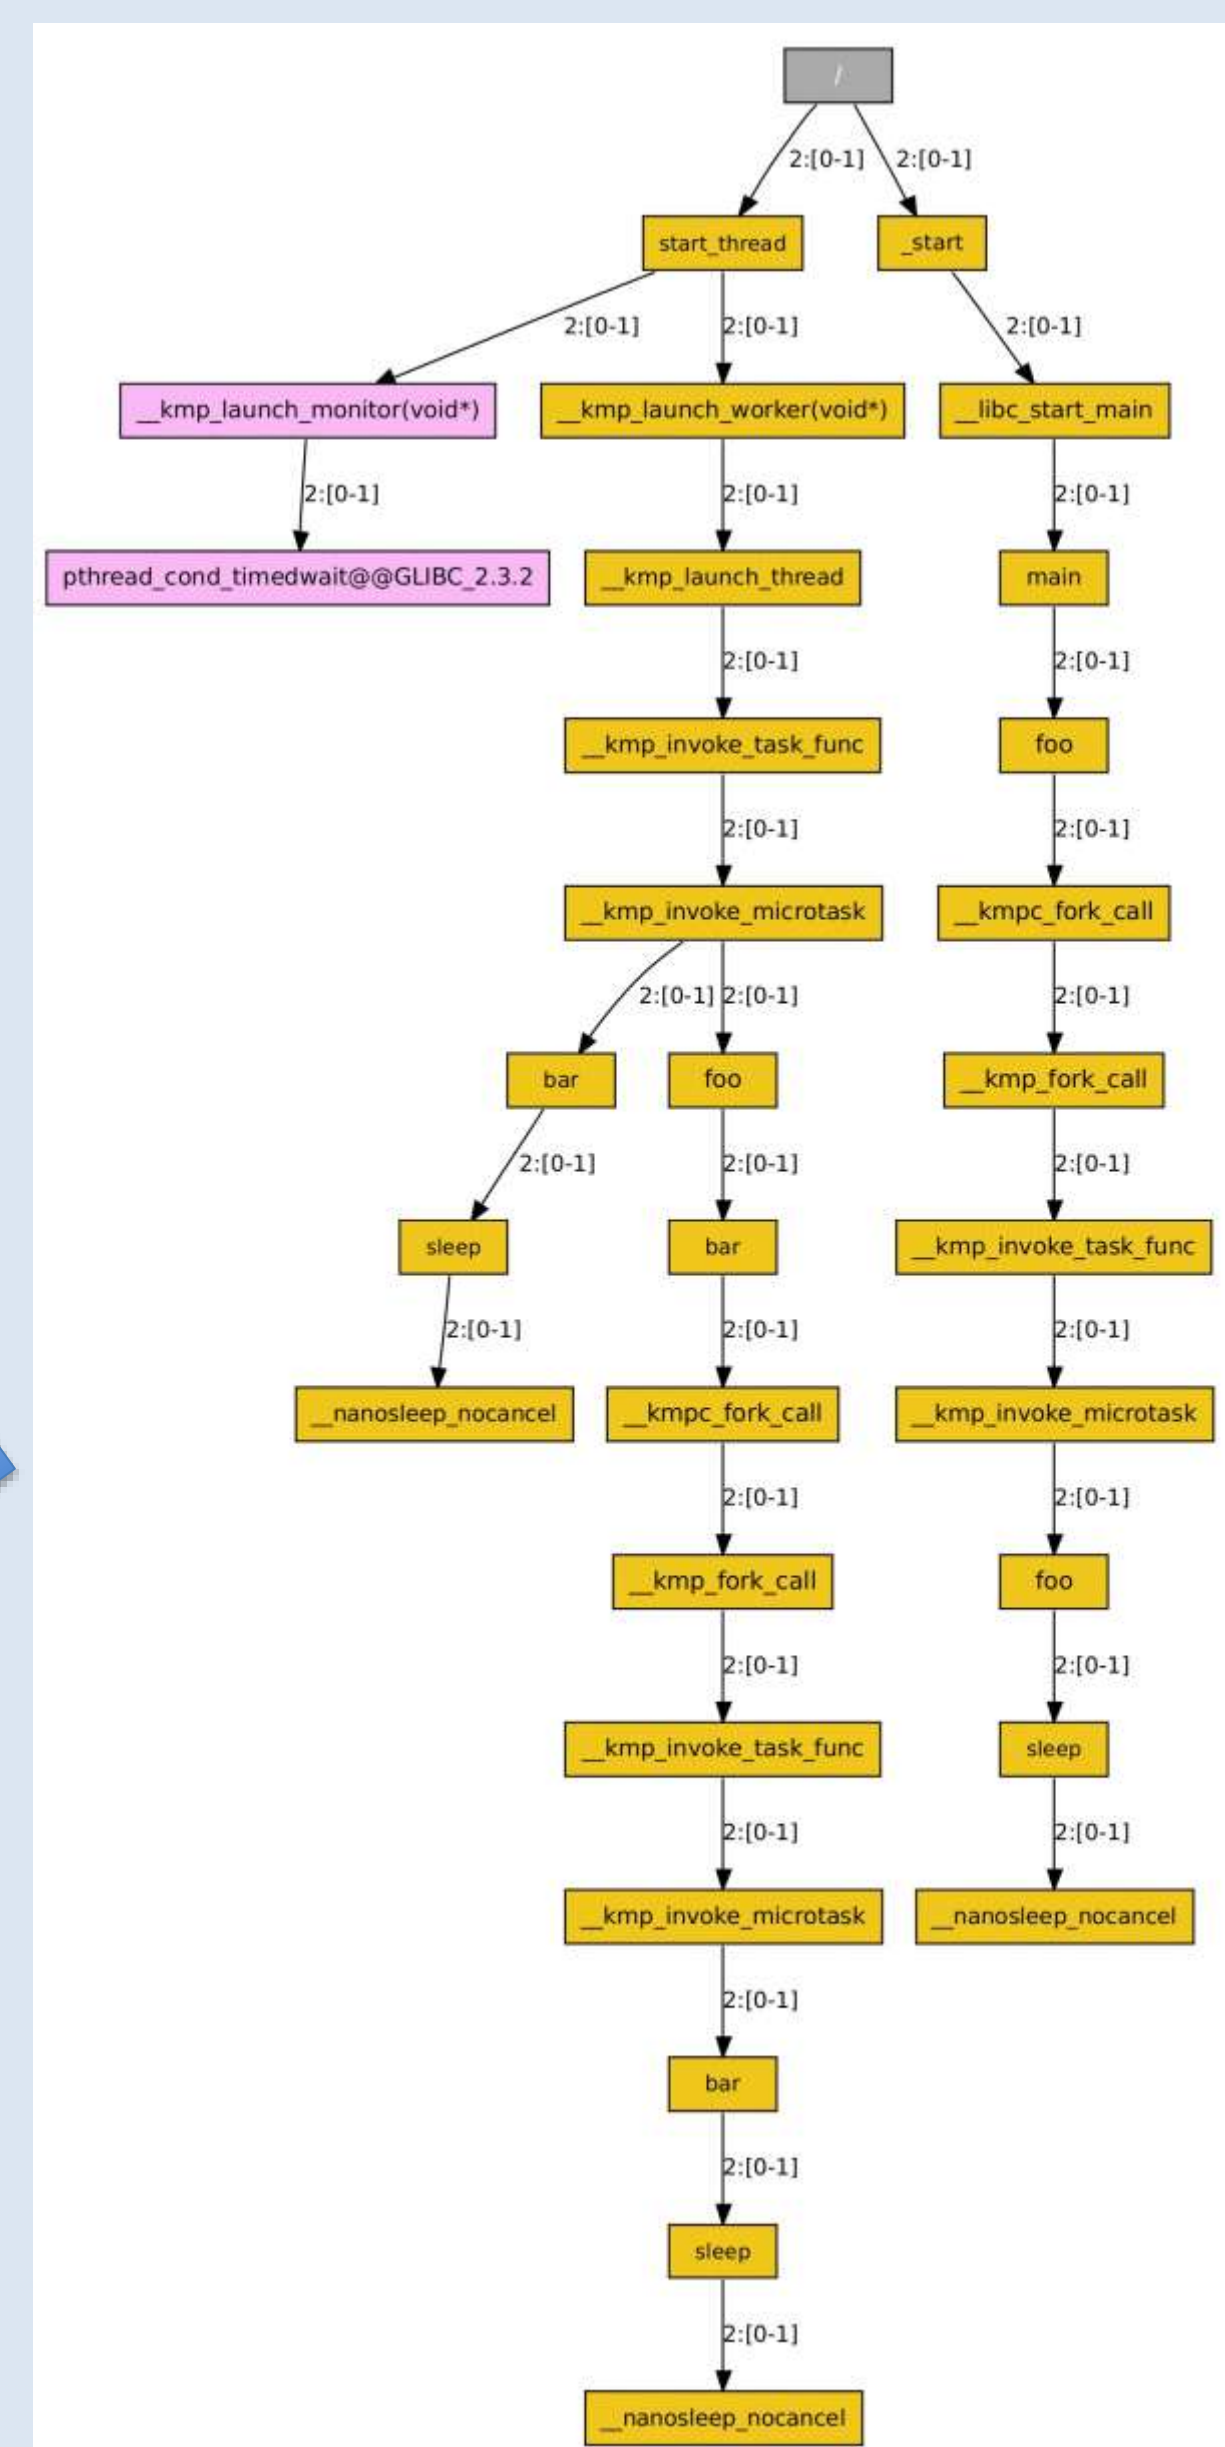 /
2:[0-1] 2:[0-1]
start_thread _start
2:[0-1] 2:[0-1] 2:[0-1]
__kmp_launch_monitor(void*) __kmp_launch_worker(void*) __libc_start_main
2:[0-1] 2:[0-1] 2:[0-1]
pthread_cond_timedwait@@GLIBC_2.3.2 __kmp_launch_thread main
2:[0-1] 2:[0-1]
__kmp_invoke_task_func foo
2:[0-1] 2:[0-1]
__kmp_invoke_microtask __kmpc_fork_call
2:[0-1] 2:[0-1] 2:[0-1]
bar foo __kmp_fork_call
2:[0-1] 2:[0-1] 2:[0-1]
sleep bar __kmp_invoke_task_func
2:[0-1] 2:[0-1] 2:[0-1]
__nanosleep_nocancel __kmpc_fork_call __kmp_invoke_microtask
2:[0-1] 2:[0-1]
__kmp_fork_call foo
2:[0-1] 2:[0-1]
__kmp_invoke_task_func sleep
2:[0-1] 2:[0-1]
__kmp_invoke_microtask __nanosleep_nocancel
2:[0-1]
bar
2:[0-1]
sleep
2:[0-1]
__nanosleep_nocancel